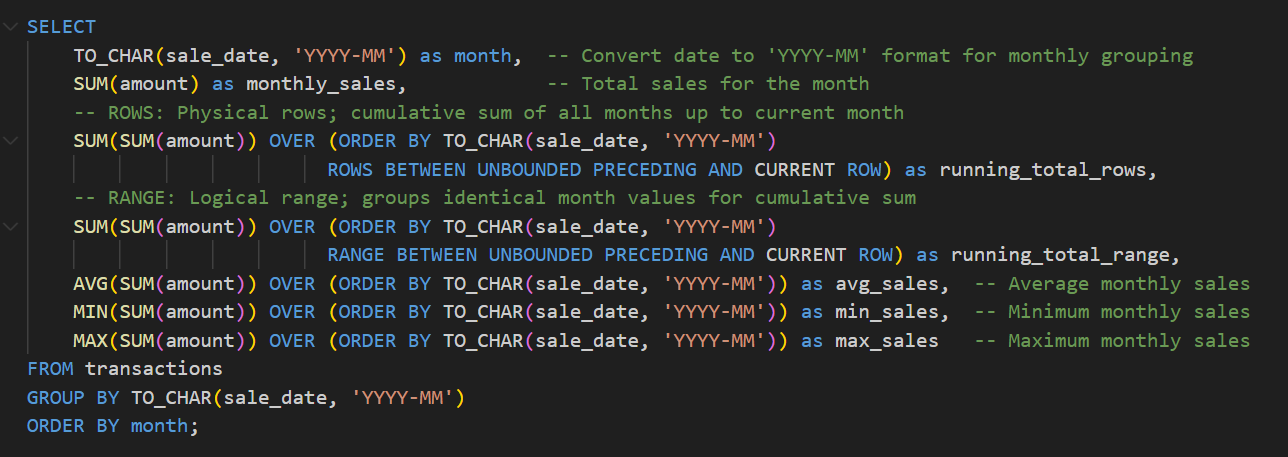 SELECT
TO_CHAR(sale_date, 'YYYY-MM') as month,  -- Convert date to 'YYYY-MM' format for monthly grouping
SUM(amount) as monthly_sales,            -- Total sales for the month
-- ROWS: Physical rows; cumulative sum of all months up to current month
SUM(SUM(amount)) OVER (ORDER BY TO_CHAR(sale_date, 'YYYY-MM')
ROWS BETWEEN UNBOUNDED PRECEDING AND CURRENT ROW) as running_total_rows,
-- RANGE: Logical range; groups identical month values for cumulative sum
SUM(SUM(amount)) OVER (ORDER BY TO_CHAR(sale_date, 'YYYY-MM')
RANGE BETWEEN UNBOUNDED PRECEDING AND CURRENT ROW) as running_total_range,
AVG(SUM(amount)) OVER (ORDER BY TO_CHAR(sale_date, 'YYYY-MM')) as avg_sales,  -- Average monthly sales
MIN(SUM(amount)) OVER (ORDER BY TO_CHAR(sale_date, 'YYYY-MM')) as min_sales,  -- Minimum monthly sales
MAX(SUM(amount)) OVER (ORDER BY TO_CHAR(sale_date, 'YYYY-MM')) as max_sales   -- Maximum monthly sales
FROM transactions
GROUP BY TO_CHAR(sale_date, 'YYYY-MM')
ORDER BY month;